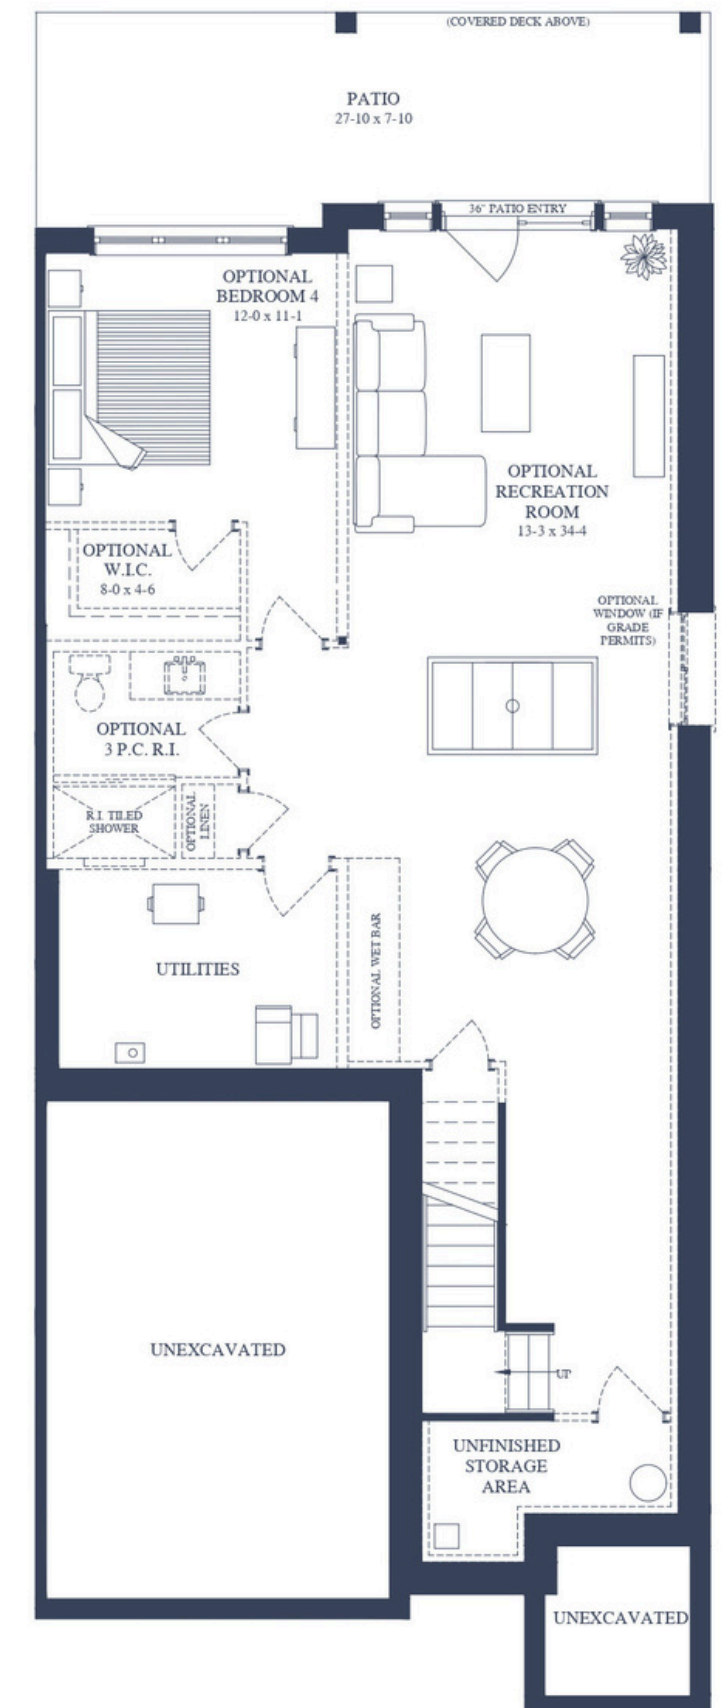 (COVERED DECK ABOVE)
PATIO
27-10 x 7-10
36" PATIO ENTRY
OPTIONAL
BEDROOM 4
12-0 x 11-1
OPTIONAL
RECREATION
ROOM
13-3 x 34-4
OPTIONAL
W.I.C.
8-0 x 4-6
OPTIONAL
WINDOW (IF
GRADE
PERMITS)
OPTIONAL
3 P.C. R.I.
R.I. TILED
SHOWER
OPTIONAL
LINEN
UTILITIES
OPTIONAL WET BAR
UNEXCAVATED
UP
UNFINISHED
STORAGE
AREA
UNEXCAVATED